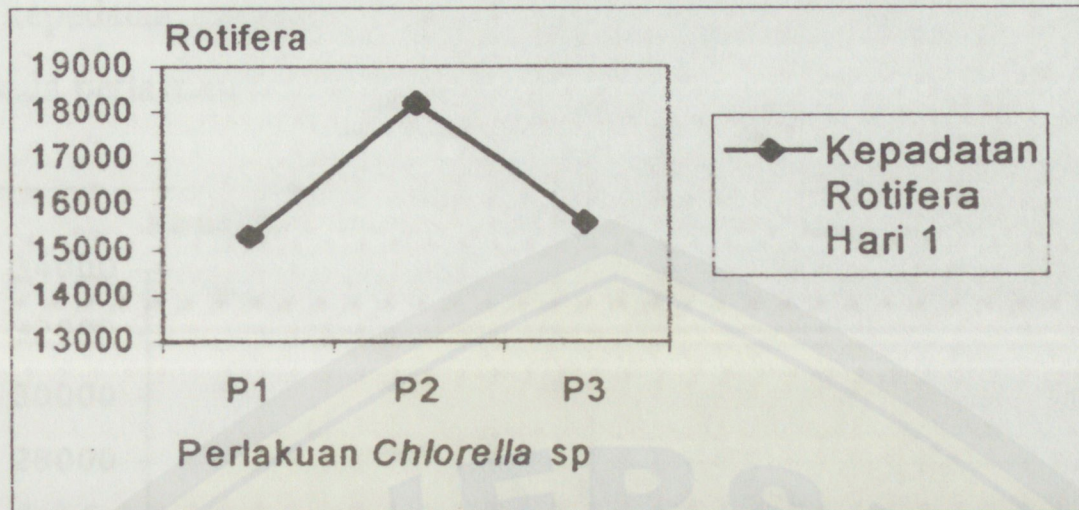 Rotifera
19000
18000
17000
16000
15000
14000
13000
P1 P2 P3
Perlakuan Chlorella sp
Kepadatan
Rotifera
Hari 1